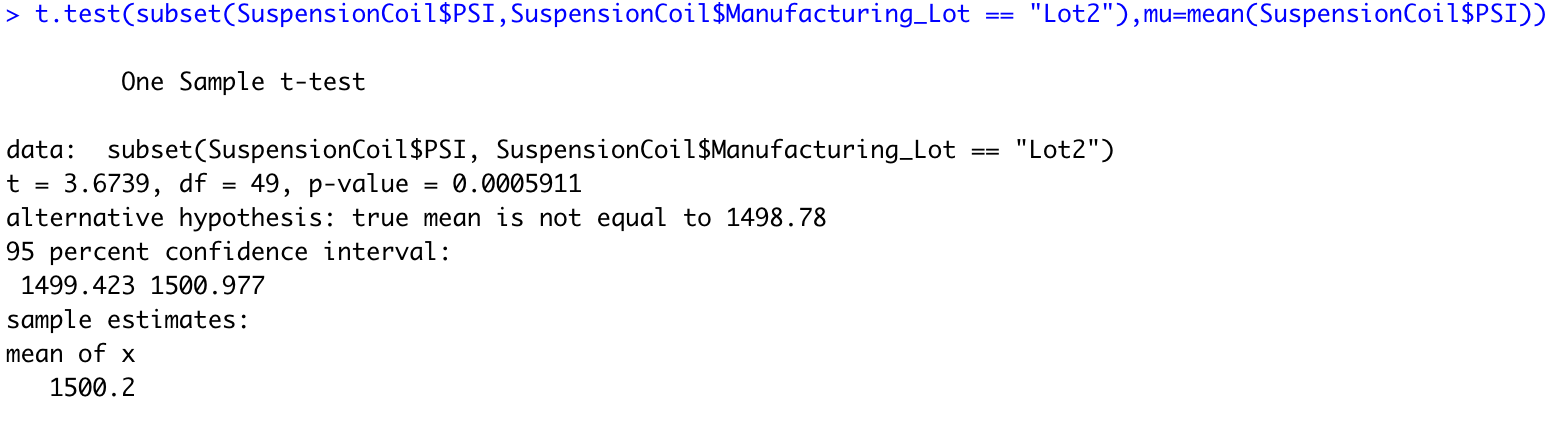 > t.test(subset(SuspensionCoil$PSI,SuspensionCoil$Manufacturing_Lot == "Lot2"),mu=mean(SuspensionCoil$PSI))
One Sample t-test
data:  subset(SuspensionCoil$PSI, SuspensionCoil$Manufacturing_Lot == "Lot2")
t = 3.6739, df = 49, p-value = 0.0005911
alternative hypothesis: true mean is not equal to 1498.78
95 percent confidence interval:
 1499.423 1500.977
sample estimates:
mean of x
   1500.2